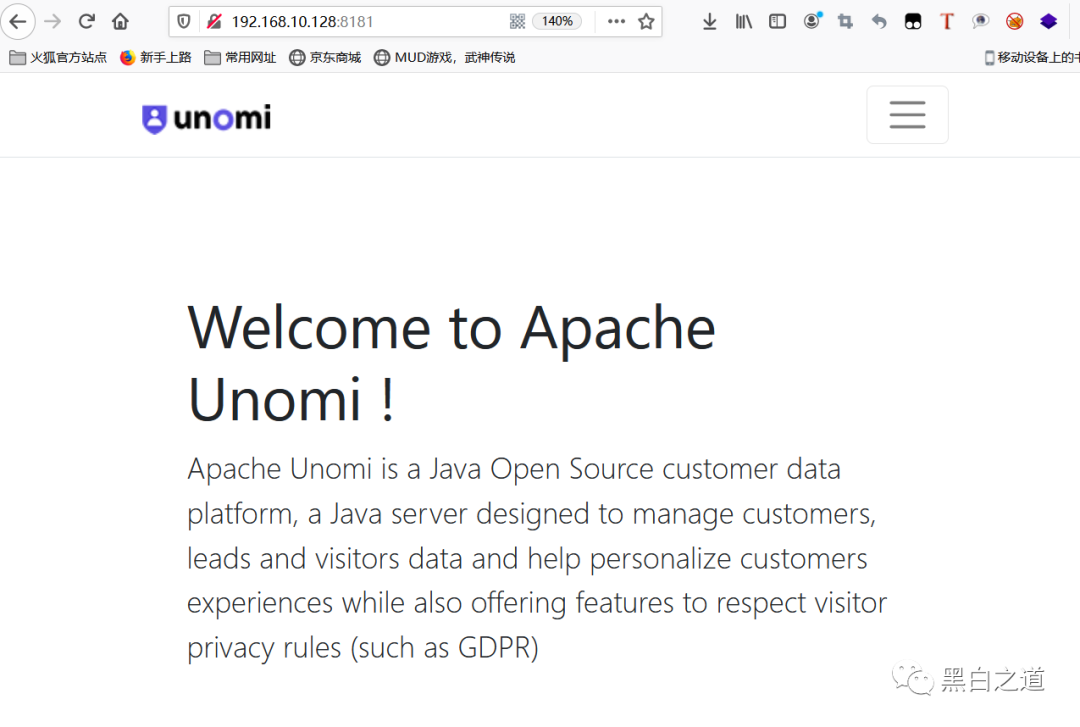 192.168.10.128:8181
140%
火狐官方站点 新手上路 常用网址 京东商城 MUD游戏，武神传说 移动设备上的书
unomi
Welcome to Apache
Unomi !
Apache Unomi is a Java Open Source customer data
platform, a Java server designed to manage customers,
leads and visitors data and help personalize customers
experiences while also offering features to respect visitor
privacy rules (such as GDPR)
黑白之道